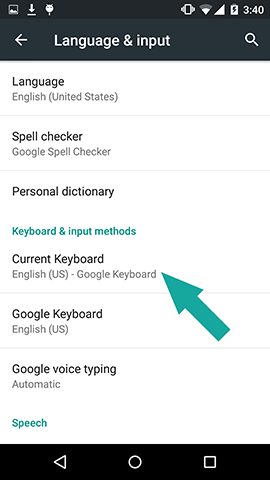 3:40
Language & input
Language
English (United States)
Spell checker
Google Spell Checker
Personal dictionary
Keyboard & input methods
Current Keyboard
English (US) - Google Keyboard
Google Keyboard
English (US)
Google voice typing
Automatic
Speech